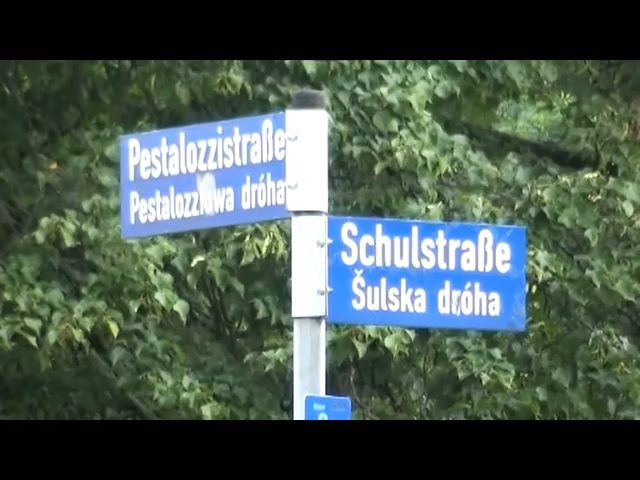 Pestalozzistraße
Pestalozziowa dróha
Schulstraße
Šulska dróha